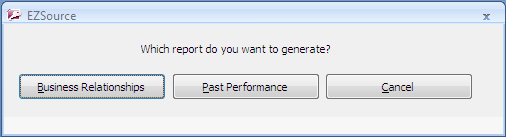 EZSource
Which report do you want to generate?
Business Relationships Past Performance Cancel